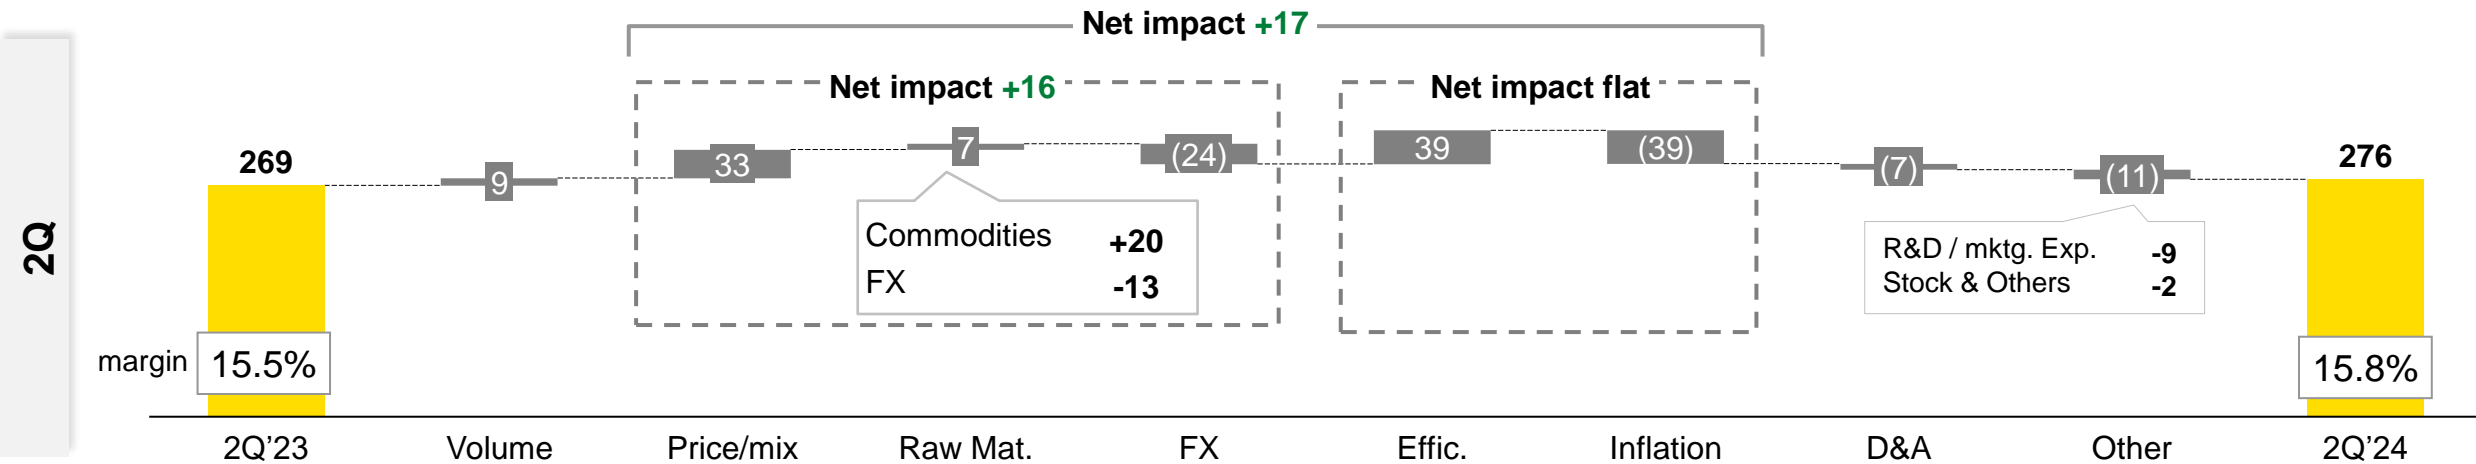 Net impact +17
Net impact +16
Net impact flat
2Q
269
9
33
7
(24)
39
(39)
(7)
(11)
276
Commodities +20
FX -13
R&D / mktg. Exp. -9
Stock & Others -2
margin 15.5%
15.8%
2Q’23 Volume Price/mix Raw Mat. FX Effic. Inflation D&A Other 2Q’24